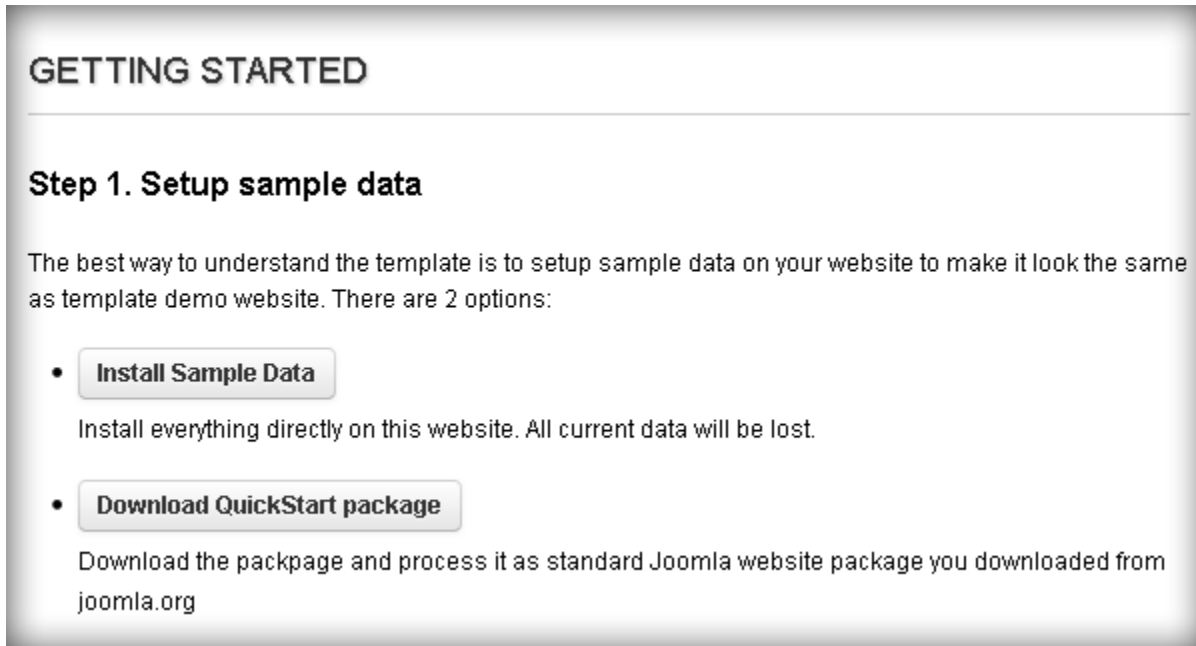 GETTING STARTED
Step 1. Setup sample data
The best way to understand the template is to setup sample data on your website to make it look the same
as template demo website. There are 2 options:
Install Sample Data
Install everything directly on this website. All current data will be lost.
Download QuickStart package
Download the packpage and process it as standard Joomla website package you downloaded from
joomla.org